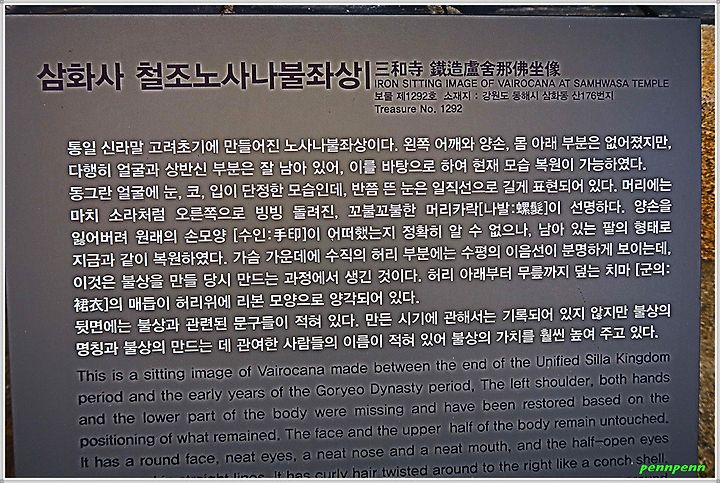 삼화사 철조노사나불좌상 三和寺 鐵造盧舍那佛坐像
IRON SITTING IMAGE OF VAIROCANA AT SAMHWASA TEMPLE
보물 제1292호 소재지 : 강원도 동해시 삼화동 산176번지
Treasure No. 1292
통일 신라말 고려초기에 만들어진 노사나불좌상이다. 왼쪽 어깨와 양손, 몸 아래 부분은 없어졌지만,
다행히 얼굴과 상반신 부분은 잘 남아 있어, 이를 바탕으로 하여 현재 모습 복원이 가능하였다.
동그란 얼굴에 눈, 코, 입이 단정한 모습인데, 반쯤 뜬 눈은 일직선으로 길게 표현되어 있다. 머리에는
마치 소라처럼 오른쪽으로 빙빙 돌려진, 꼬불꼬불한 머리카락[나발:螺髮]이 선명하다. 양손을
잃어버려 원래의 손모양 [수인:手印]이 어떠했는지 정확히 알 수 없으나, 남아 있는 팔의 형태로
지금과 같이 복원하였다. 가슴 가운데에 수직의 허리 부분에는 수평의 이음선이 분명하게 보이는데,
이것은 불상을 만들 당시 만드는 과정에서 생긴 것이다. 허리 아래부터 무릎까지 덮는 치마 [군의:
裙衣]의 매듭이 허리위에 리본 모양으로 양각되어 있다.
뒷면에는 불상과 관련된 문구들이 적혀 있다. 만든 시기에 관해서는 기록되어 있지 않지만 불상의
명칭과 불상의 만드는 데 관여한 사람들의 이름이 적혀 있어 불상의 가치를 훨씬 높여 주고 있다.
This is a sitting image of Vairocana made between the end of the Unified Silla Kingdom
period and the early years of the Goryeo Dynasty period. The left shoulder, both hands
and the lower part of the body were missing and have been restored based on the
positioning of what remained. The face and the upper half of the body remain untouched.
It has a round face, neat eyes, a neat nose and a neat mouth, and the half-open eyes
straight lines. It has curly hair twisted around to the right like a conch shell.
pennpenn